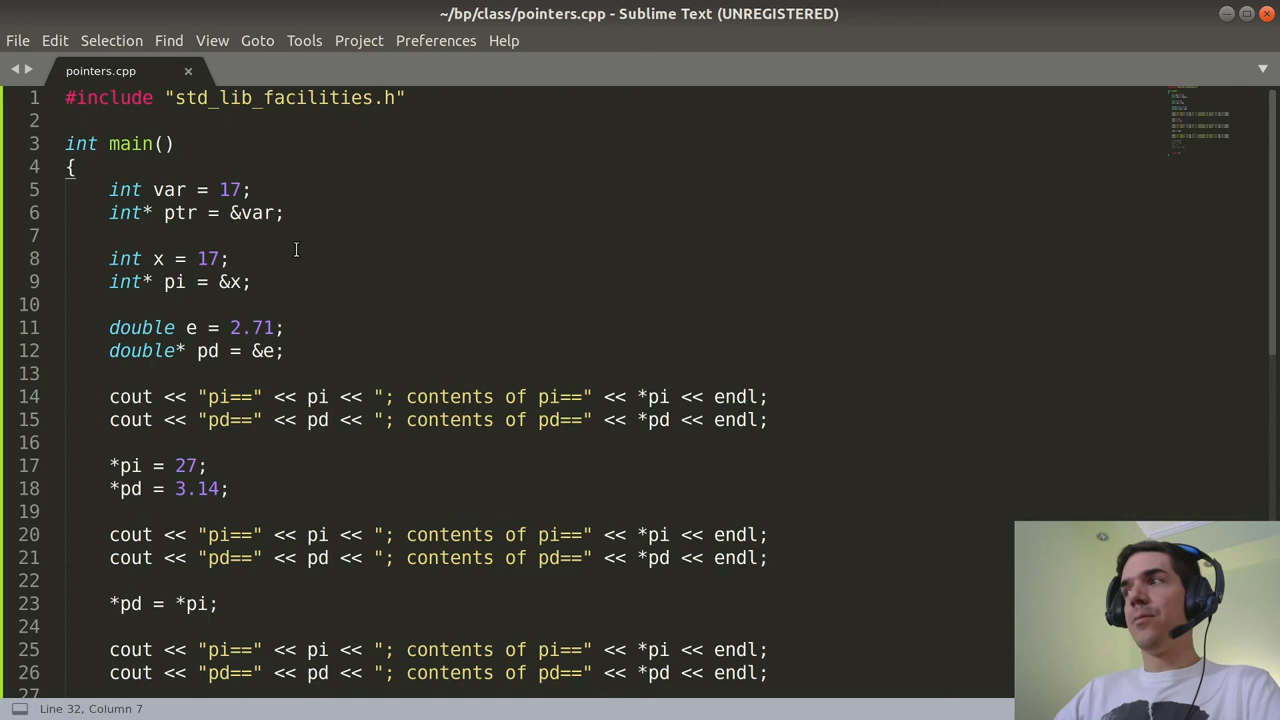 ~/bp/class/pointers.cpp - Sublime Text (UNREGISTERED)
File Edit Selection Find View Goto Tools Project Preferences Help
pointers.cpp
1 #include "std_lib_facilities.h"
2
3 int main()
4 {
5 int var = 17;
6 int* ptr = &var;
7
8 int x = 17;
9 int* pi = &x;
10
11 double e = 2.71;
12 double* pd = &e;
13
14 cout << "pi==" << pi << "; contents of pi==" << *pi << endl;
15 cout << "pd==" << pd << "; contents of pd==" << *pd << endl;
16
17 *pi = 27;
18 *pd = 3.14;
19
20 cout << "pi==" << pi << "; contents of pi==" << *pi << endl;
21 cout << "pd==" << pd << "; contents of pd==" << *pd << endl;
22
23 *pd = *pi;
24
25 cout << "pi==" << pi << "; contents of pi==" << *pi << endl;
26 cout << "pd==" << pd << "; contents of pd==" << *pd << endl;
27
Line 32, Column 7